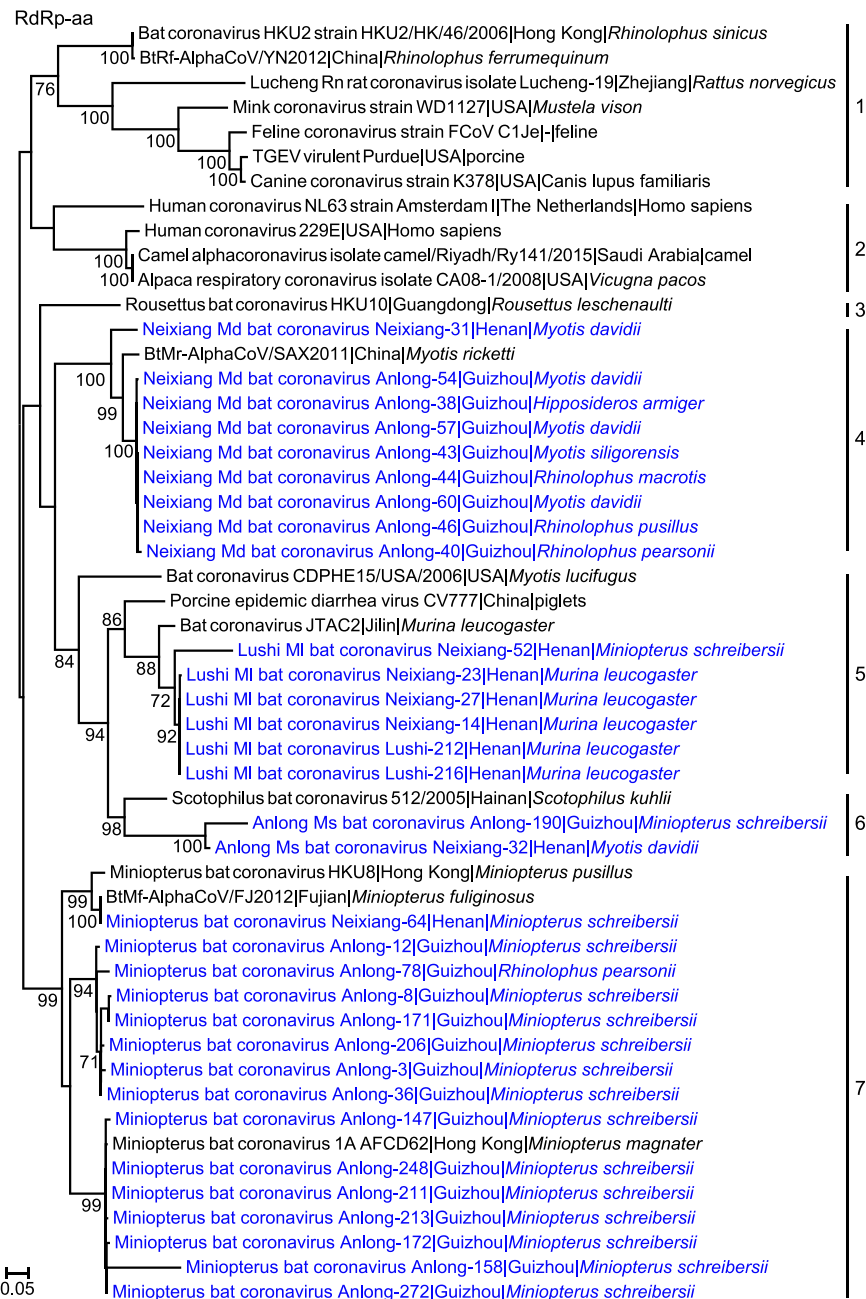 RdRp-aa
Bat coronavirus HKU2 strain HKU2/HK/46/2006|Hong Kong|Rhinolophus sinicus
100
BtRf-AlphaCoV/YN2012|China|Rhinolophus ferrumequinum
76
Lucheng Rn rat coronavirus isolate Lucheng-19|Zhejiang|Rattus norvegicus
1
100
Mink coronavirus strain WD1127|USA|Mustela vison
100
Feline coronavirus strain FCoV C1Je|-|feline
100
TGEV virulent Purdue|USA|porcine
100
Canine coronavirus strain K378|USA|Canis lupus familiaris
Human coronavirus NL63 strain Amsterdam I|The Netherlands|Homo sapiens
Human coronavirus 229E|USA|Homo sapiens
2
100
Camel alphacoronavirus isolate camel/Riyadh/Ry141/2015|Saudi Arabia|camel
100
Alpaca respiratory coronavirus isolate CA08-1/2008|USA|Vicugna pacos
Rousettus bat coronavirus HKU10|Guangdong|Rousettus leschenaulti
3
Neixiang Md bat coronavirus Neixiang-31|Henan|Myotis davidii
BtMr-AlphaCoV/SAX2011|China|Myotis ricketti
100
Neixiang Md bat coronavirus Anlong-54|Guizhou|Myotis davidii
Neixiang Md bat coronavirus Anlong-38|Guizhou|Hipposideros armiger
99
Neixiang Md bat coronavirus Anlong-57|Guizhou|Myotis davidii
4
100
Neixiang Md bat coronavirus Anlong-43|Guizhou|Myotis siligorensis
Neixiang Md bat coronavirus Anlong-44|Guizhou|Rhinolophus macrotis
Neixiang Md bat coronavirus Anlong-60|Guizhou|Myotis davidii
Neixiang Md bat coronavirus Anlong-46|Guizhou|Rhinolophus pusillus
Neixiang Md bat coronavirus Anlong-40|Guizhou|Rhinolophus pearsonii
Bat coronavirus CDPHE15/USA/2006|USA|Myotis lucifugus
Porcine epidemic diarrhea virus CV777|China|piglets
86
Bat coronavirus JTAC2|Jilin|Murina leucogaster
84
Lushi Ml bat coronavirus Neixiang-52|Henan|Miniopterus schreibersii
88
Lushi Ml bat coronavirus Neixiang-23|Henan|Murina leucogaster
5
72
Lushi Ml bat coronavirus Neixiang-27|Henan|Murina leucogaster
Lushi Ml bat coronavirus Neixiang-14|Henan|Murina leucogaster
94
92
Lushi Ml bat coronavirus Lushi-212|Henan|Murina leucogaster
Lushi Ml bat coronavirus Lushi-216|Henan|Murina leucogaster
Scotophilus bat coronavirus 512/2005|Hainan|Scotophilus kuhlii
98
Anlong Ms bat coronavirus Anlong-190|Guizhou|Miniopterus schreibersii
6
100
Anlong Ms bat coronavirus Neixiang-32|Henan|Myotis davidii
Miniopterus bat coronavirus HKU8|Hong Kong|Miniopterus pusillus
99
BtMf-AlphaCoV/FJ2012|Fujian|Miniopterus fuliginosus
100
Miniopterus bat coronavirus Neixiang-64|Henan|Miniopterus schreibersii
Miniopterus bat coronavirus Anlong-12|Guizhou|Miniopterus schreibersii
Miniopterus bat coronavirus Anlong-78|Guizhou|Rhinolophus pearsonii
94
99
Miniopterus bat coronavirus Anlong-8|Guizhou|Miniopterus schreibersii
Miniopterus bat coronavirus Anlong-171|Guizhou|Miniopterus schreibersii
Miniopterus bat coronavirus Anlong-206|Guizhou|Miniopterus schreibersii
71
Miniopterus bat coronavirus Anlong-3|Guizhou|Miniopterus schreibersii
7
Miniopterus bat coronavirus Anlong-36|Guizhou|Miniopterus schreibersii
Miniopterus bat coronavirus Anlong-147|Guizhou|Miniopterus schreibersii
Miniopterus bat coronavirus 1A AFCD62|Hong Kong|Miniopterus magnater
Miniopterus bat coronavirus Anlong-248|Guizhou|Miniopterus schreibersii
99
Miniopterus bat coronavirus Anlong-211|Guizhou|Miniopterus schreibersii
Miniopterus bat coronavirus Anlong-213|Guizhou|Miniopterus schreibersii
Miniopterus bat coronavirus Anlong-172|Guizhou|Miniopterus schreibersii
Miniopterus bat coronavirus Anlong-158|Guizhou|Miniopterus schreibersii
0.05
Miniopterus bat coronavirus Anlong-272|Guizhou|Miniopterus schreibersii